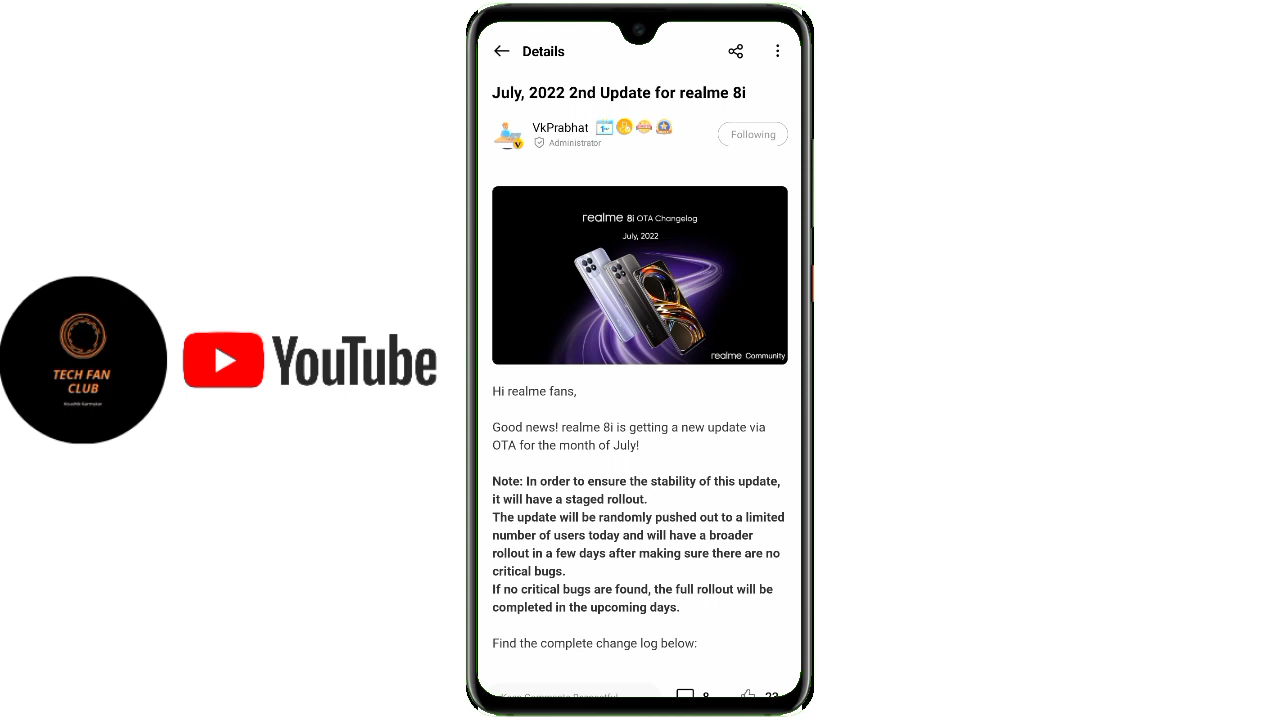 Details
July, 2022 2nd Update for realme 8i
VkPrabhat
Administrator
Following
realme 8i OTA Changelog
July, 2022
realme Community
TECH FAN
CLUB
YouTube
Hi realme fans,
Good news! realme 8i is getting a new update via
OTA for the month of July!
Note: In order to ensure the stability of this update,
it will have a staged rollout.
The update will be randomly pushed out to a limited
number of users today and will have a broader
rollout in a few days after making sure there are no
critical bugs.
If no critical bugs are found, the full rollout will be
completed in the upcoming days.
Find the complete change log below:
Keep Comments Respectful
8
23